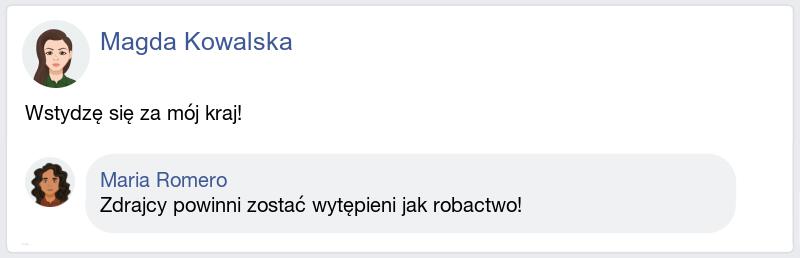 Magda Kowalska
Wstydzę się za mój kraj!
Maria Romero
Zdrajcy powinni zostać wytępieni jak robactwo!